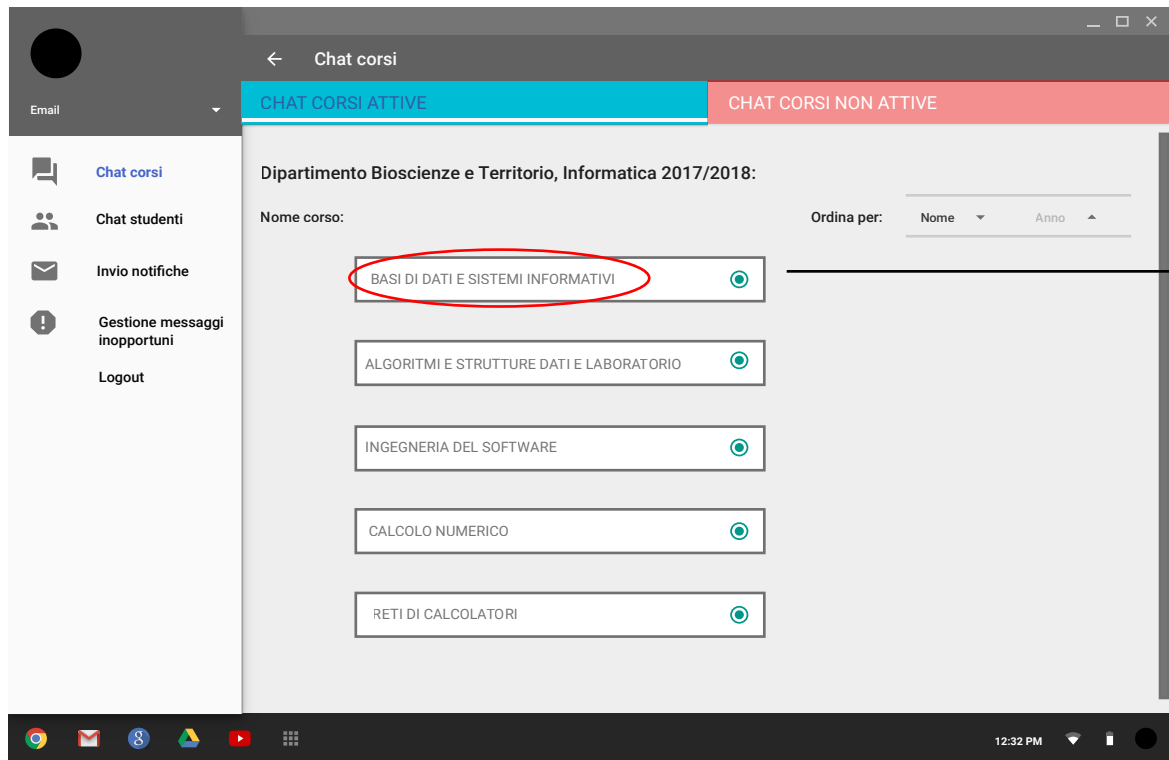 Chat corsi
Email
CHAT CORSI ATTIVE
CHAT CORSI NON ATTIVE
Chat corsi
Chat studenti
Invio notifiche
Gestione messaggi
inopportuni
Logout
Dipartimento Bioscienze e Territorio, Informatica 2017/2018:
Nome corso:
Ordina per:
Nome
Anno
BASI DI DATI E SISTEMI INFORMATIVI
ALGORITMI E STRUTTURE DATI E LABORATORIO
INGEGNERIA DEL SOFTWARE
CALCOLO NUMERICO
RETI DI CALCOLATORI
8
12:32 PM